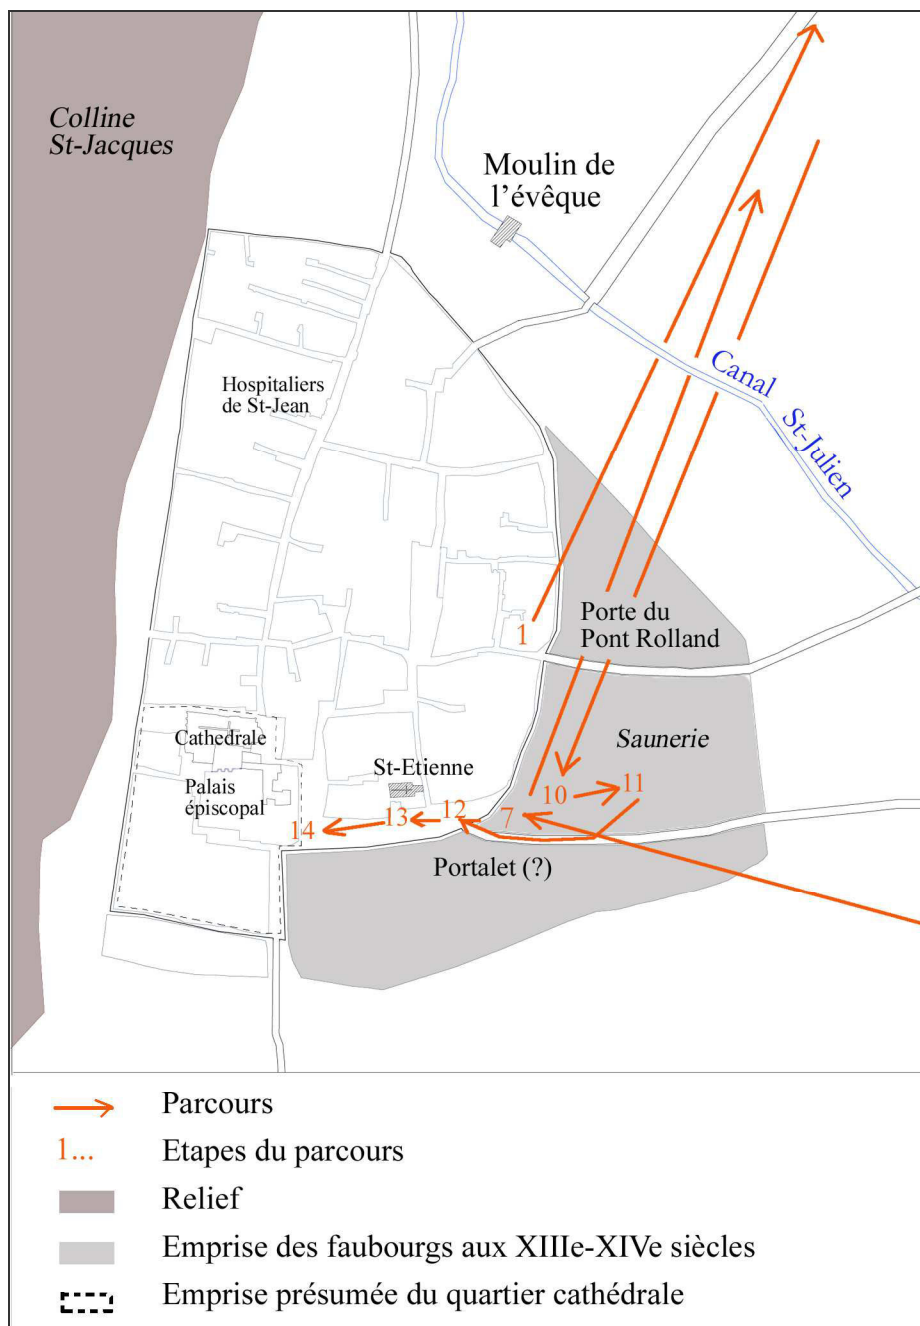 Colline
St-Jacques
Moulin de
l'évêque
Hospitaliers
de St-Jean
Canal
St-Julien
1
Porte du
Pont Rolland
Cathedrale
Saunerie
St-Etienne
Palais
épiscopal
10
11
14
13
12
7
Portalet (?)
Parcours
1...
Etapes du parcours
Relief
Emprise des faubourgs aux XIIIe-XIVe siècles
Emprise présumée du quartier cathédrale